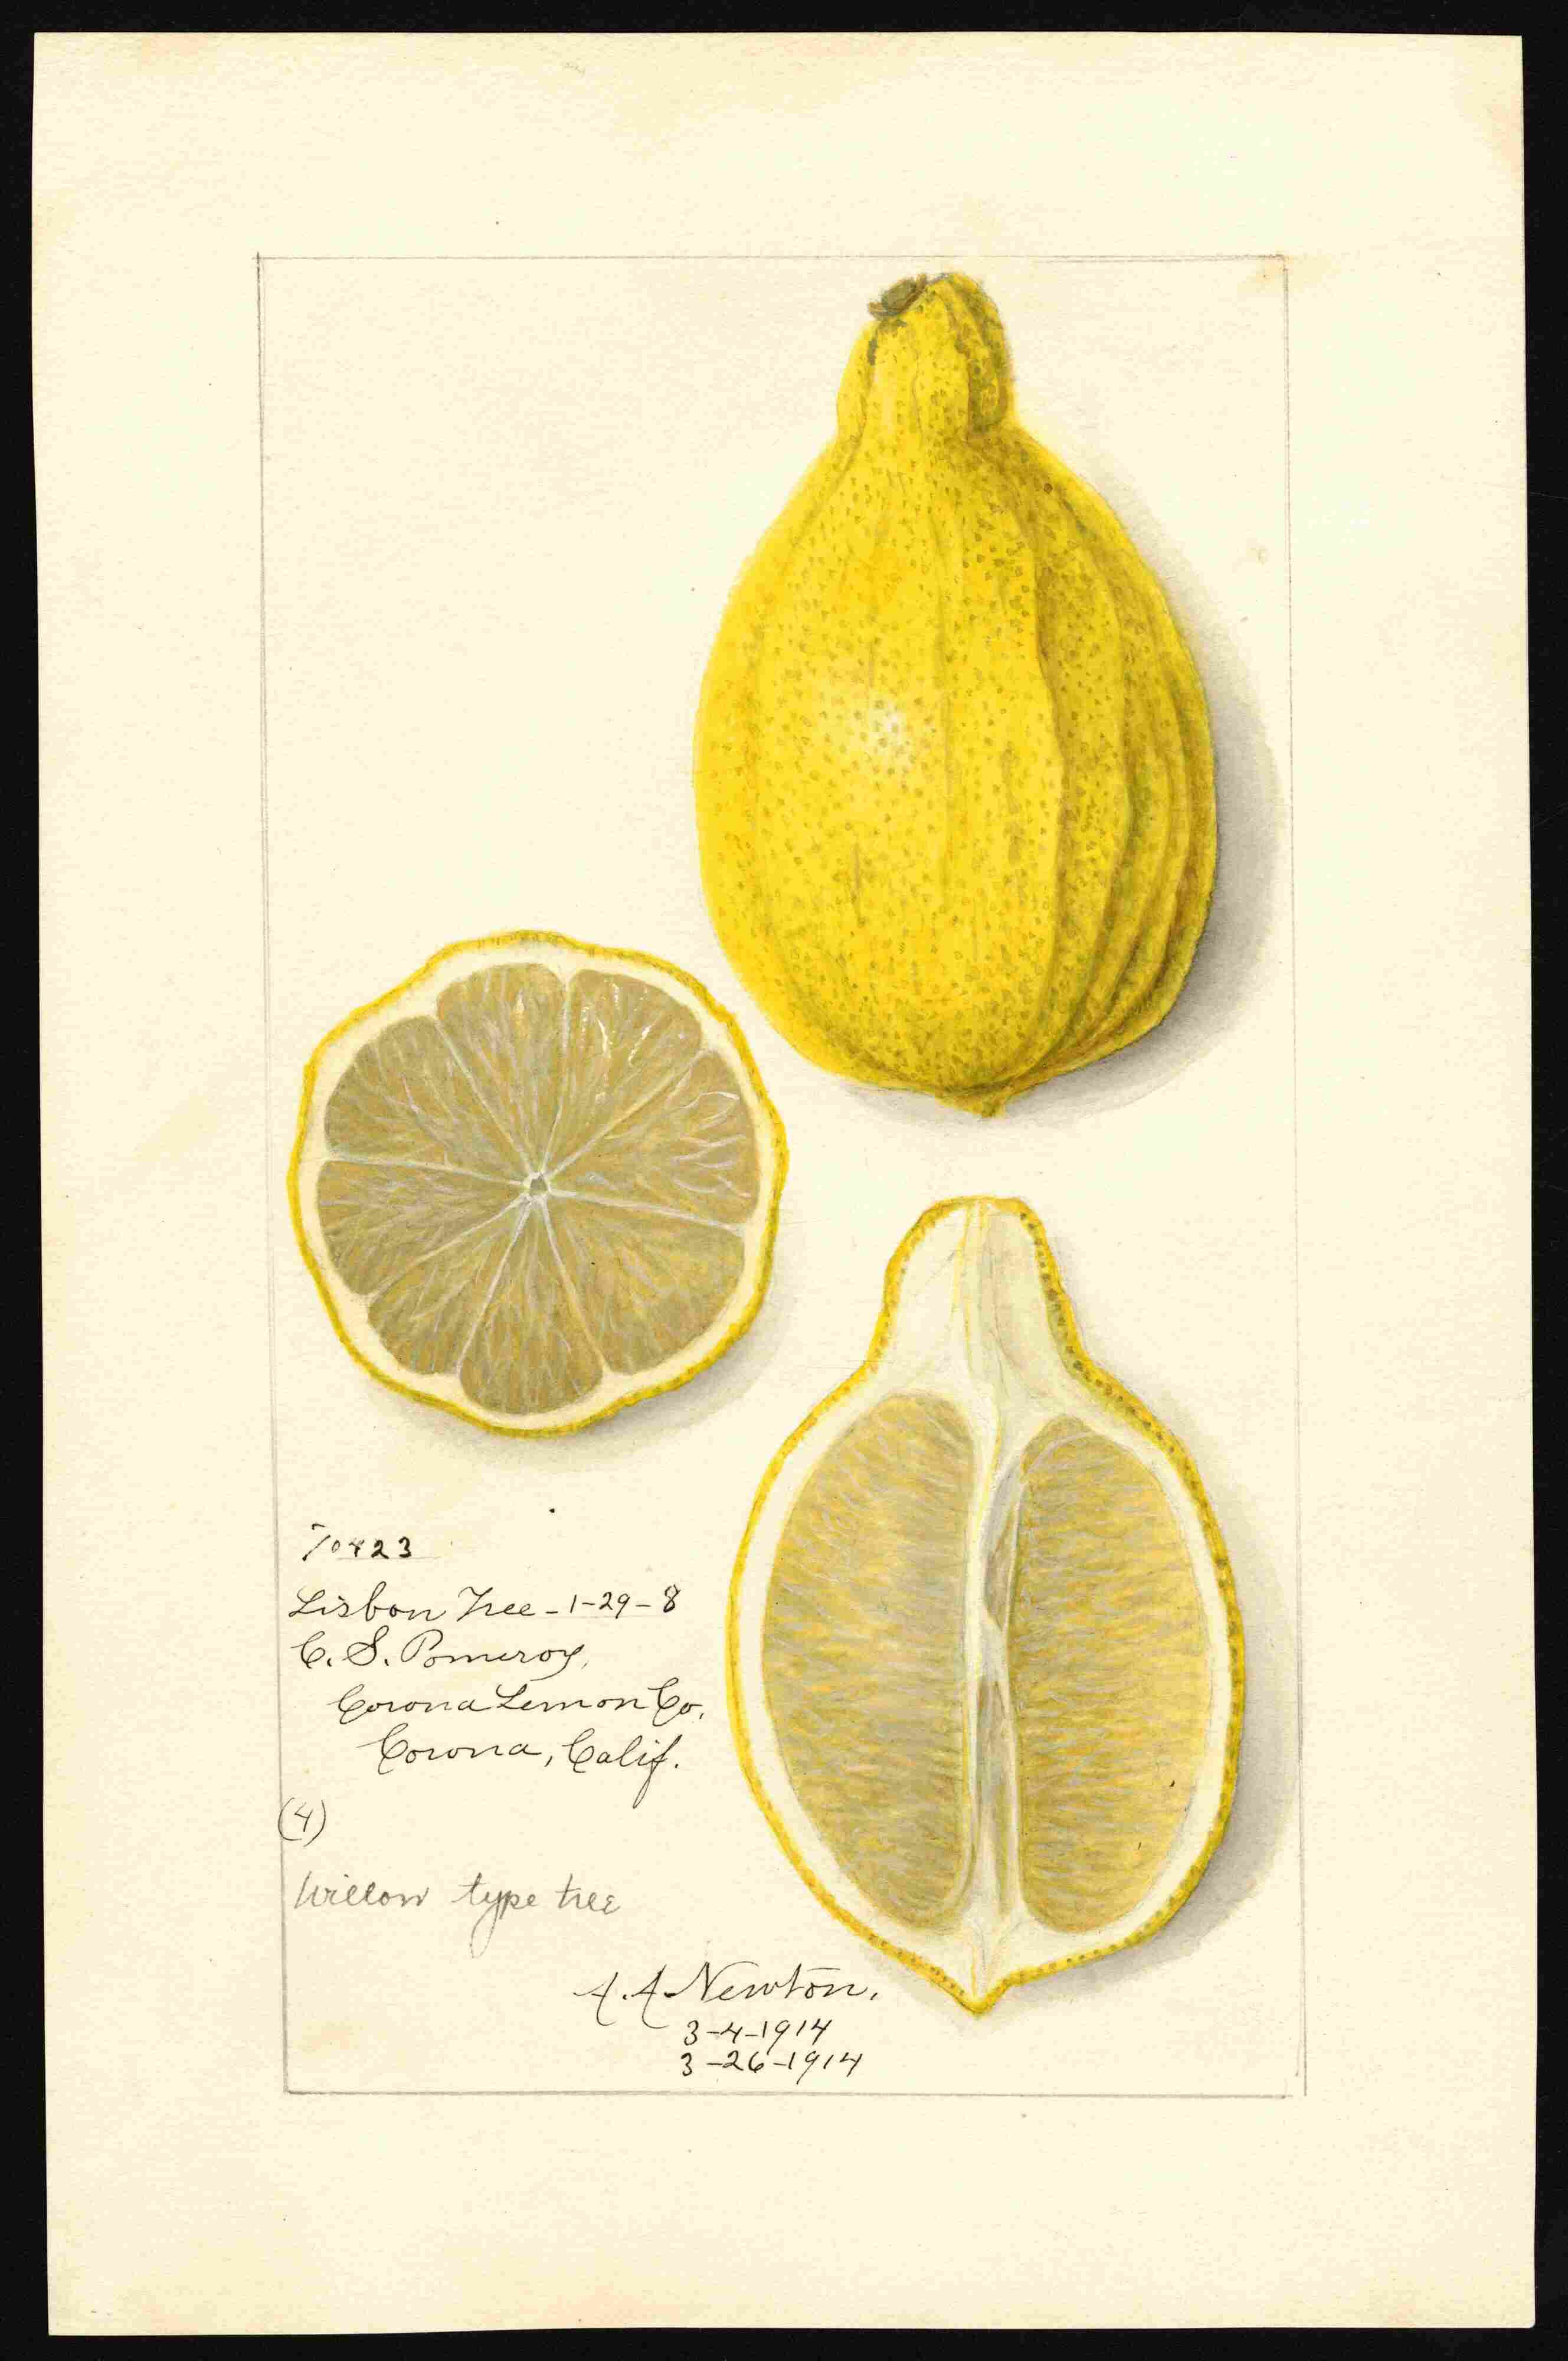 70423
Lisbon Tree - 1-29-8
C. S. Pomeroy,
Corona Lemon Co.
Corona, Calif.
(4)
Willow type tree
A. A. Newton.
3-4-1914
3-26-1914